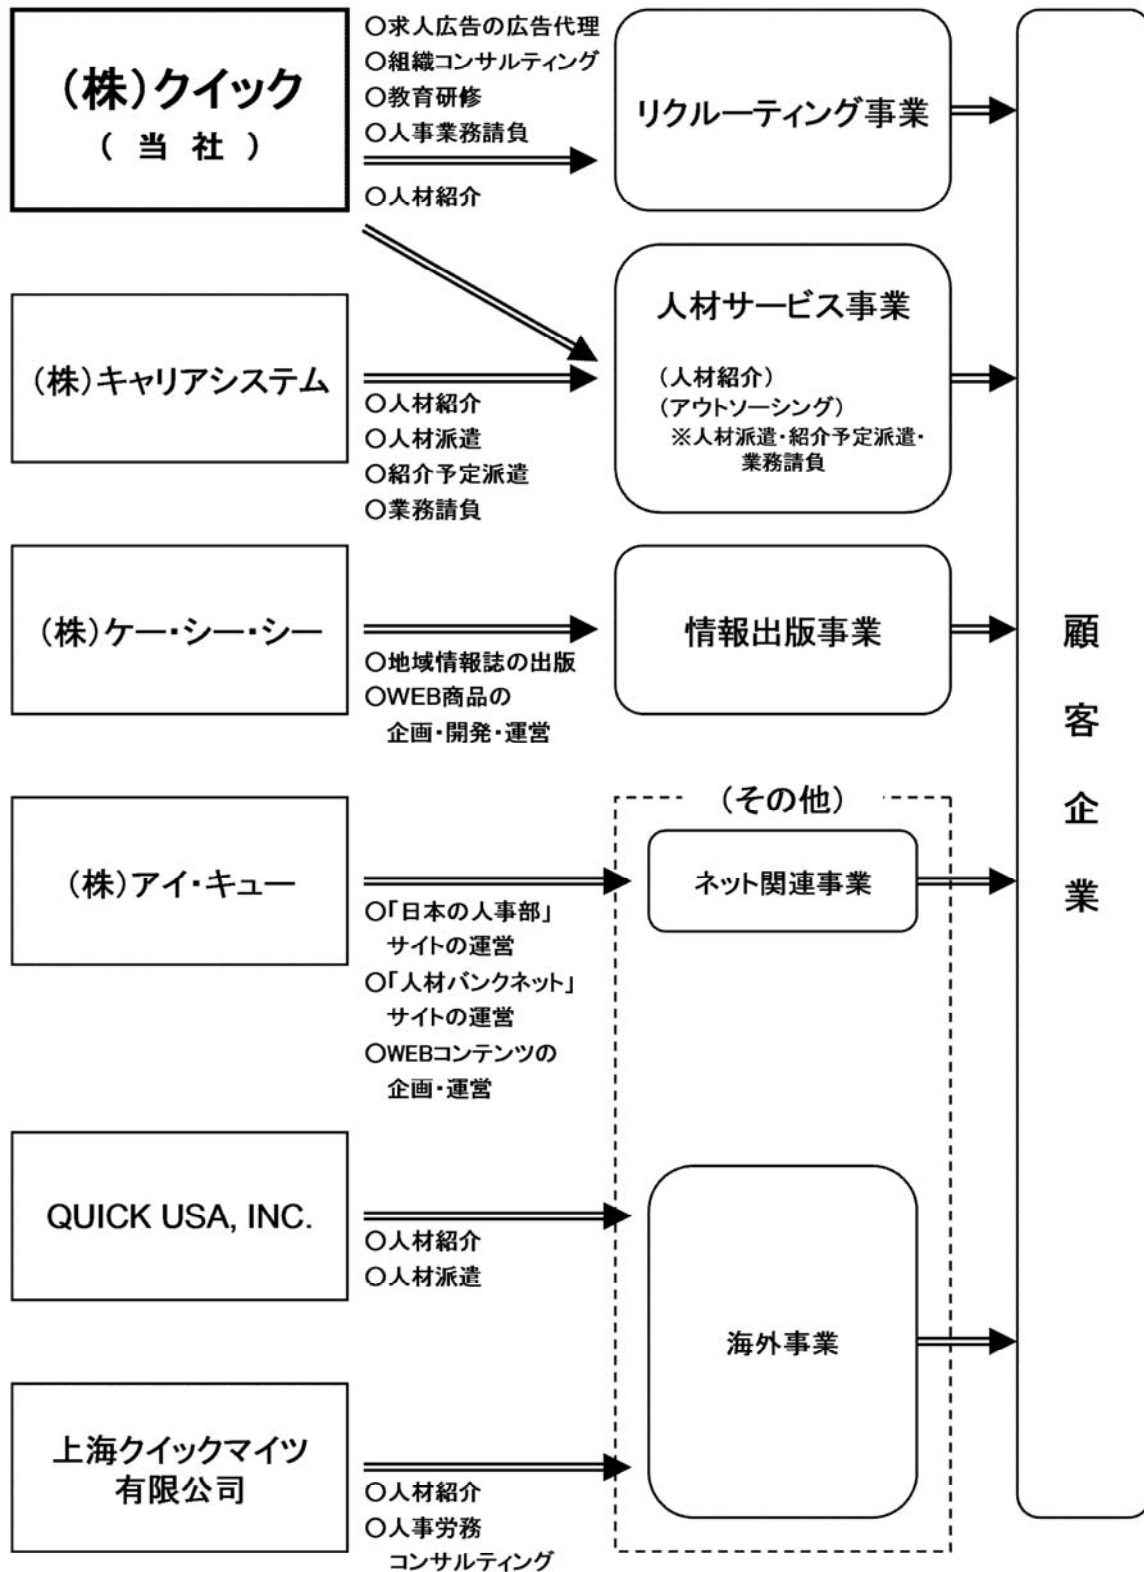 (株)クイック
(当社)
○求人広告の広告代理
○組織コンサルティング
○教育研修
○人事業務請負
○人材紹介
リクルーティング事業
(株)キャリアシステム
○人材紹介
○人材派遣
○紹介予定派遣
○業務請負
人材サービス事業
(人材紹介)
(アウトソーシング)
※人材派遣・紹介予定派遣・
業務請負
(株)ケー・シー・シー
○地域情報誌の出版
○WEB商品の
企画・開発・運営
情報出版事業
(株)アイ・キュー
○「日本の人事部」
サイトの運営
○「人材バンクネット」
サイトの運営
○WEBコンテンツの
企画・運営
(その他)
ネット関連事業
QUICK USA, INC.
○人材紹介
○人材派遣
海外事業
上海クイックマイツ
有限公司
○人材紹介
○人事労務
コンサルティング
顧客企業